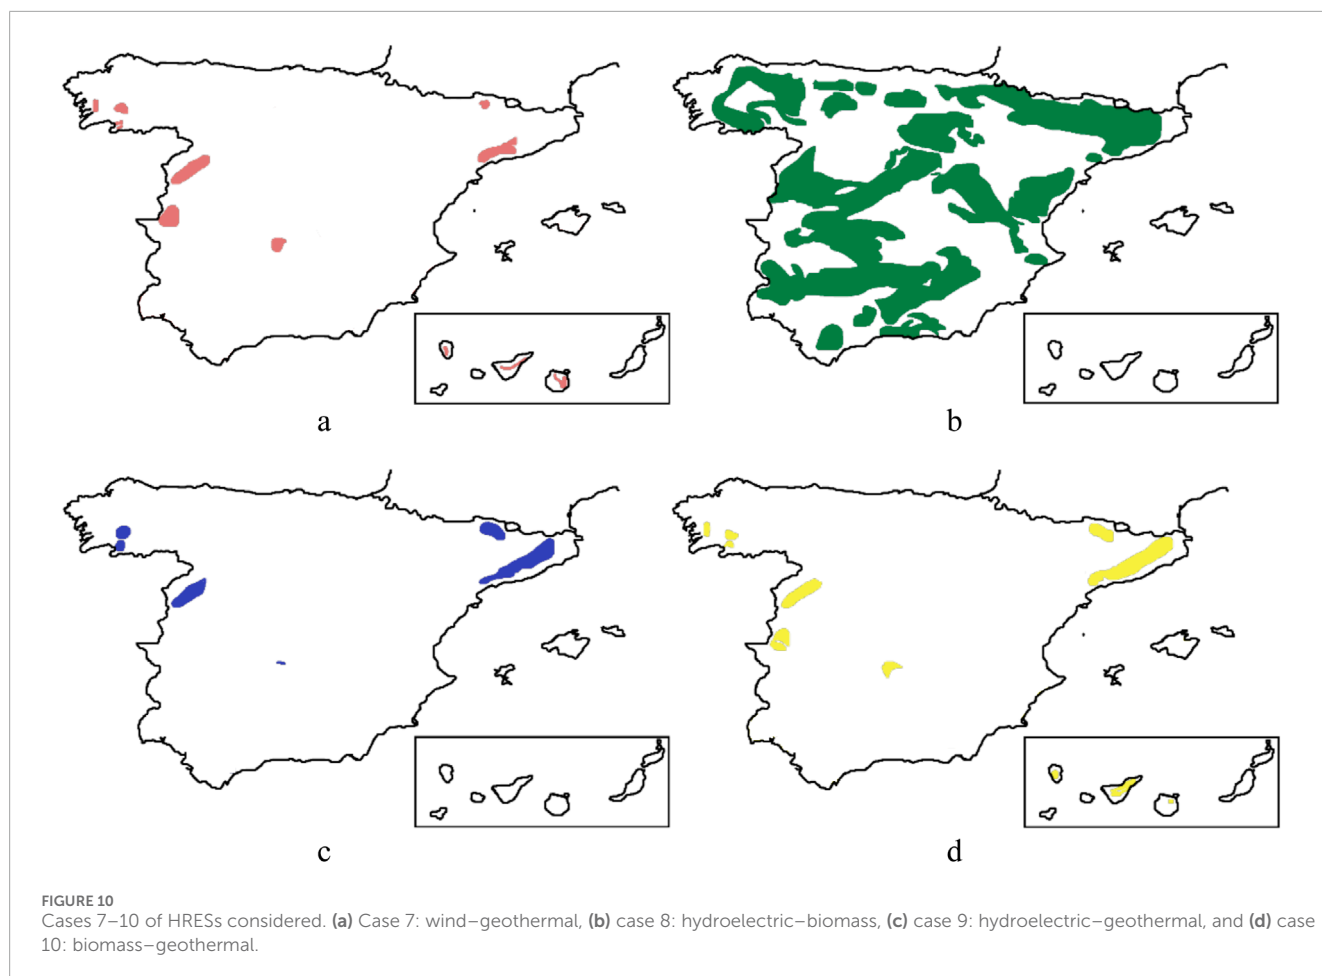 a
b
c
d
FIGURE 10
Cases 7–10 of HRESs considered. (a) Case 7: wind–geothermal, (b) case 8: hydroelectric–biomass, (c) case 9: hydroelectric–geothermal, and (d) case
10: biomass–geothermal.